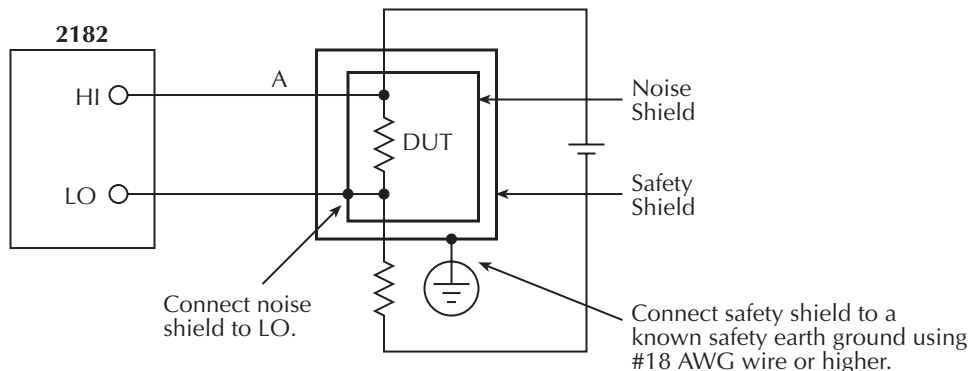 2182
HI
A
LO
DUT
Noise
Shield
Safety
Shield
Connect noise
shield to LO.
Connect safety shield to a
known safety earth ground using
#18 AWG wire or higher.